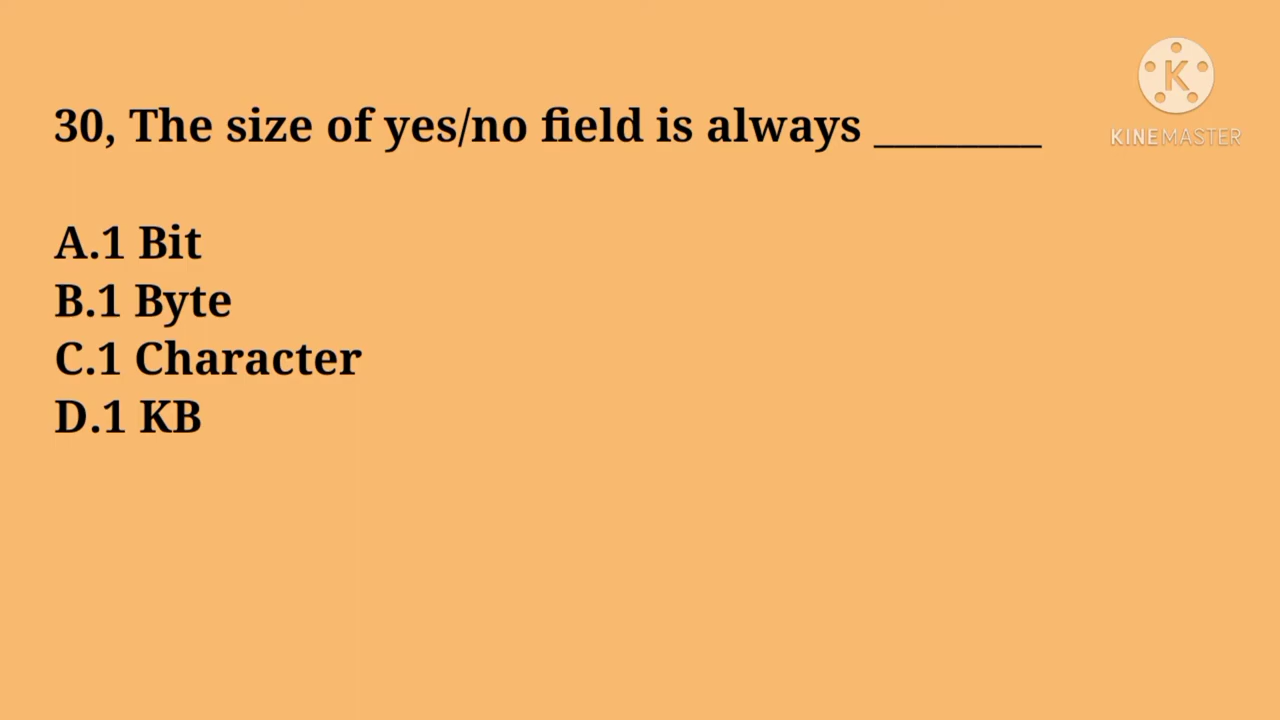 30, The size of yes/no field is always ________
A.1 Bit
B.1 Byte
C.1 Character
D.1 KB
K
KINEMASTER